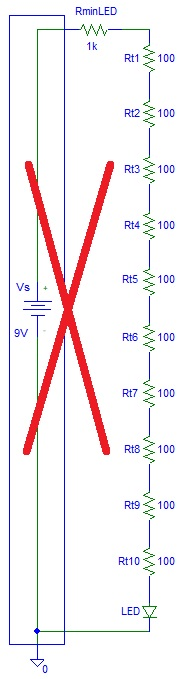 RminLED
1k
Rt1 100
Rt2 100
Rt3 100
Rt4 100
Vs +
Rt5 100
9V -
Rt6 100
Rt7 100
Rt8 100
Rt9 100
Rt10 100
LED
0